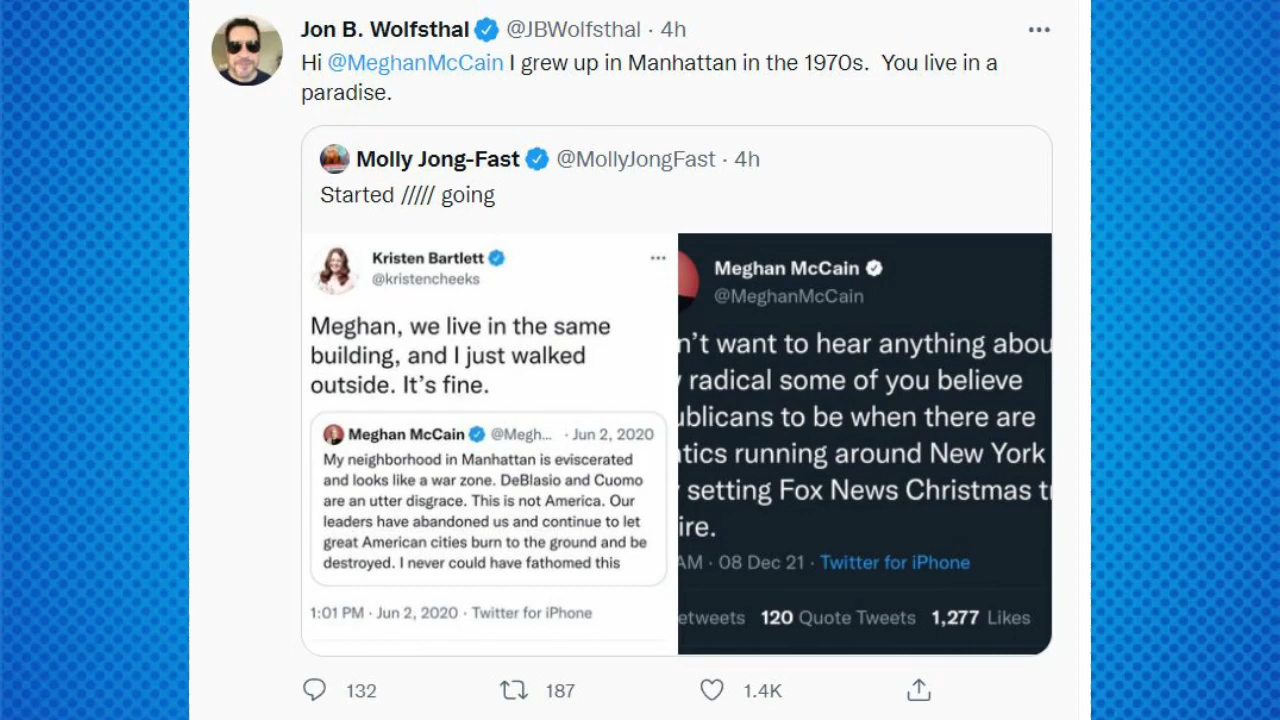 Jon B. Wolfsthal @JBWolfsthal · 4h
Hi @MeghanMcCain I grew up in Manhattan in the 1970s. You live in a
paradise.
Molly Jong-Fast @MollyJongFast · 4h
Started ///// going
Kristen Bartlett
@kristencheeks
Meghan, we live in the same
building, and I just walked
outside. It’s fine.
Meghan McCain @Megh... · Jun 2, 2020
My neighborhood in Manhattan is eviscerated
and looks like a war zone. DeBlasio and Cuomo
are an utter disgrace. This is not America. Our
leaders have abandoned us and continue to let
great American cities burn to the ground and be
destroyed. I never could have fathomed this
1:01 PM · Jun 2, 2020 · Twitter for iPhone
Meghan McCain
@MeghanMcCain
n’t want to hear anything abou
radical some of you believe
ublicans to be when there are
tics running around New York
setting Fox News Christmas t
ire.
AM · 08 Dec 21 · Twitter for iPhone
etweets 120 Quote Tweets 1,277 Likes
132 187 1.4K